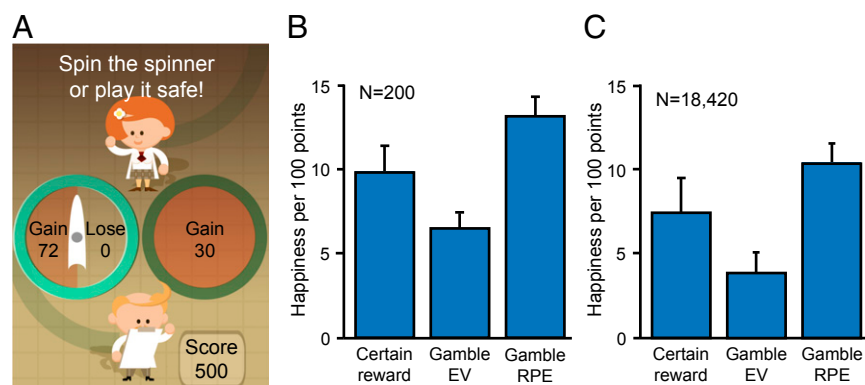 A
Spin the spinner
or play it safe!
Gain
72
Lose
0
Gain
30
Score
500
B
Happiness per 100 points
15
10
5
0
N=200
Certain
reward
Gamble
EV
Gamble
RPE
C
Happiness per 100 points
15
10
5
0
N=18,420
Certain
reward
Gamble
EV
Gamble
RPE